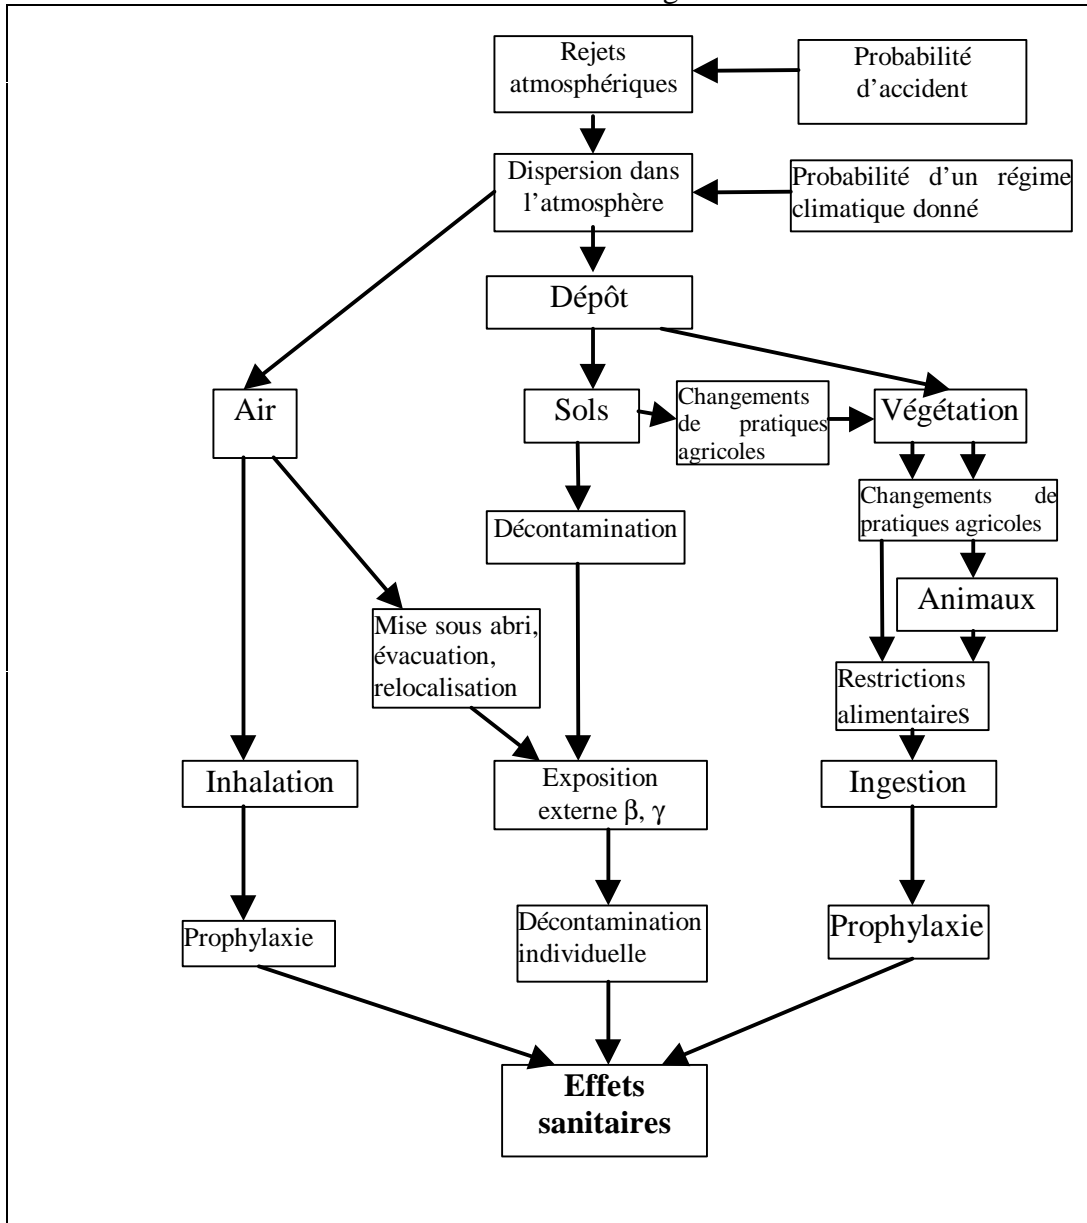 Rejets
atmosphériques
Probabilité
d’accident
Dispersion dans
l’atmosphère
Probabilité d’un régime
climatique donné
Dépôt
Air
Sols
Changements
de pratiques
agricoles
Végétation
Changements de
pratiques agricoles
Décontamination
Animaux
Mise sous abri,
évacuation,
relocalisation
Restrictions
alimentaires
Inhalation
Exposition
externe β, γ
Ingestion
Prophylaxie
Décontamination
individuelle
Prophylaxie
Effets
sanitaires